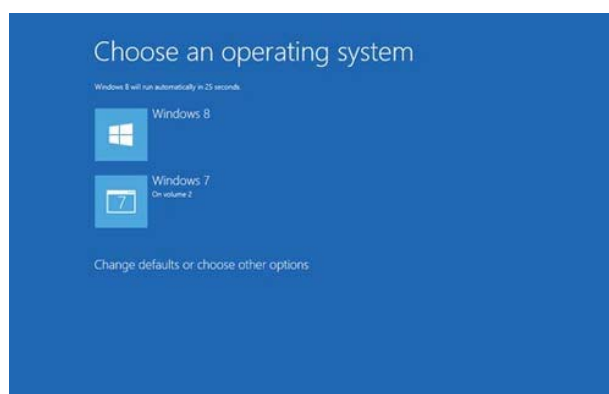 Choose an operating system
Windows 8 will run automatically in 25 seconds.
Windows 8
Windows 7
On volume 2
7
Change defaults or choose other options